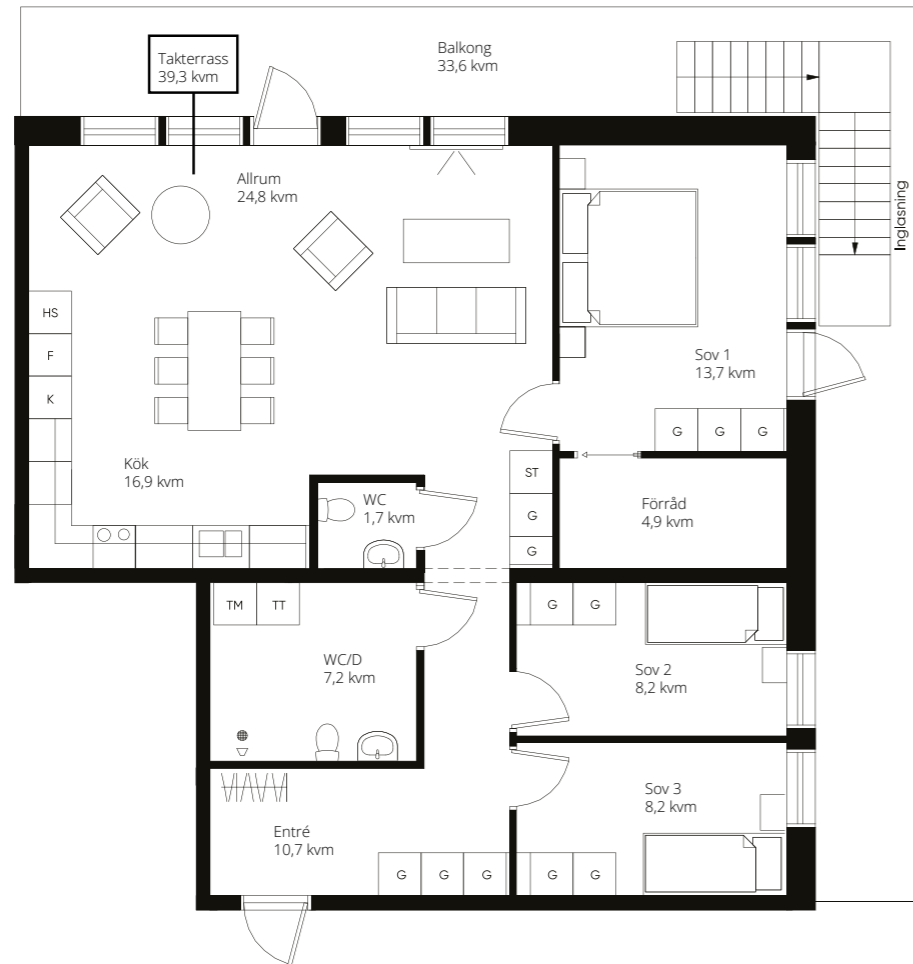 Balkong
33,6 kvm
Takterrass
39,3 kvm
Allrum
24,8 kvm
Inglasning
HS
F
K
Sov 1
13,7 kvm
G G G
Kök
16,9 kvm
ST
G
G
WC
1,7 kvm
Förråd
4,9 kvm
TM TT
G G
WC/D
7,2 kvm
Sov 2
8,2 kvm
Sov 3
8,2 kvm
Entré
10,7 kvm
G G G
G G